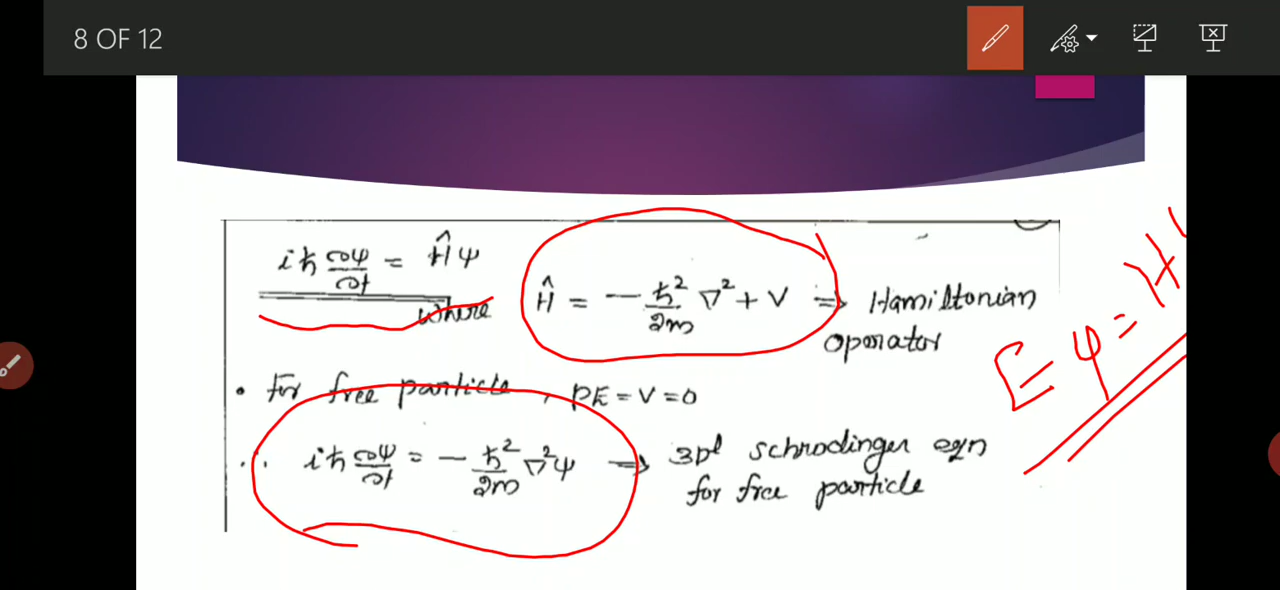 8 OF 12
iħ ∂ψ/∂t = Ĥψ
where Ĥ = −ħ²/2m ∇² + V ⇒ Hamiltonian
operator
Eψ = H
• For free particle, PE = V = 0
∴ iħ ∂ψ/∂t = −ħ²/2m ∇²ψ ⇒ 3D Schrodinger eqn
for free particle